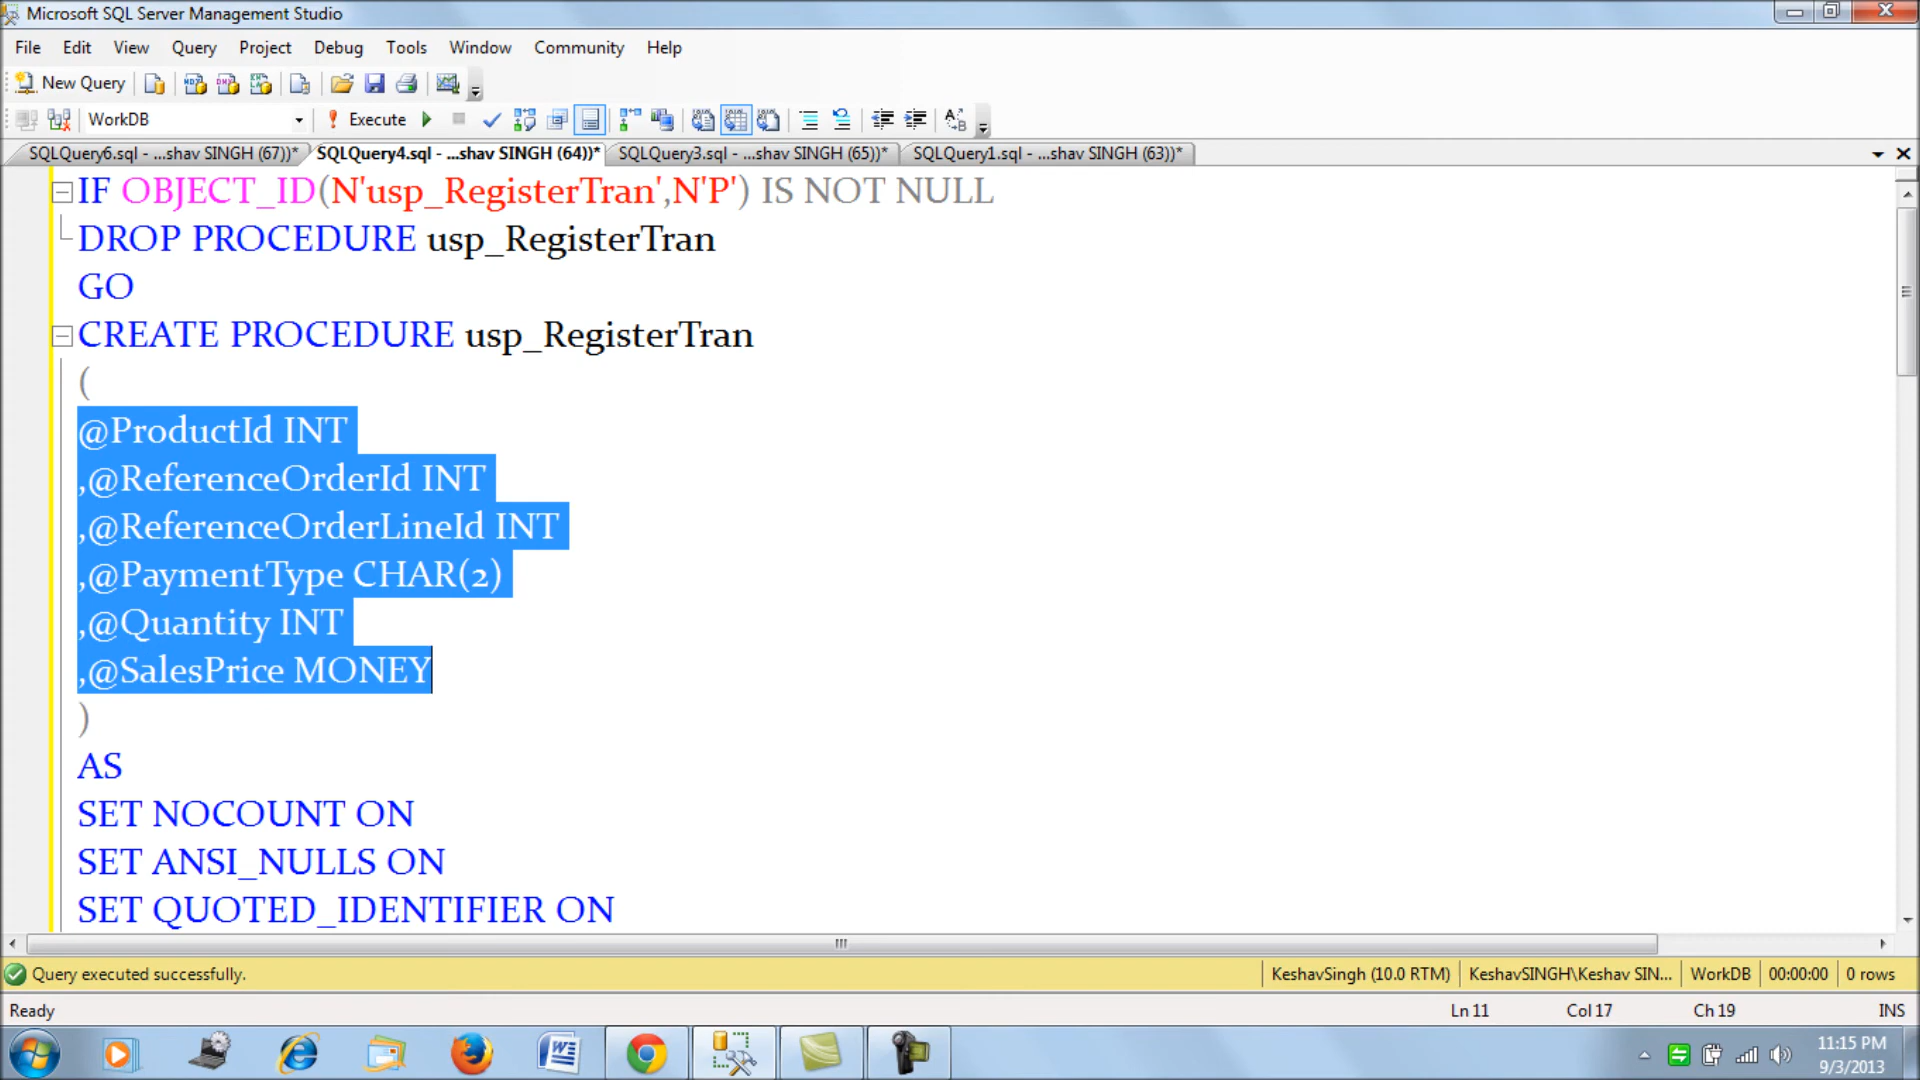 Microsoft SQL Server Management Studio
File Edit View Query Project Debug Tools Window Community Help
New Query
WorkDB Execute
SQLQuery6.sql - ...shav SINGH (67))* SQLQuery4.sql - ...shav SINGH (64))* SQLQuery3.sql - ...shav SINGH (65))* SQLQuery1.sql - ...shav SINGH (63))*
IF OBJECT_ID(N'usp_RegisterTran',N'P') IS NOT NULL
DROP PROCEDURE usp_RegisterTran
GO
CREATE PROCEDURE usp_RegisterTran
(
@ProductId INT
,@ReferenceOrderId INT
,@ReferenceOrderLineId INT
,@PaymentType CHAR(2)
,@Quantity INT
,@SalesPrice MONEY
)
AS
SET NOCOUNT ON
SET ANSI_NULLS ON
SET QUOTED_IDENTIFIER ON
Query executed successfully. KeshavSingh (10.0 RTM) KeshavSINGH\Keshav SIN... WorkDB 00:00:00 0 rows
Ready Ln 11 Col 17 Ch 19 INS
11:15 PM
9/3/2013